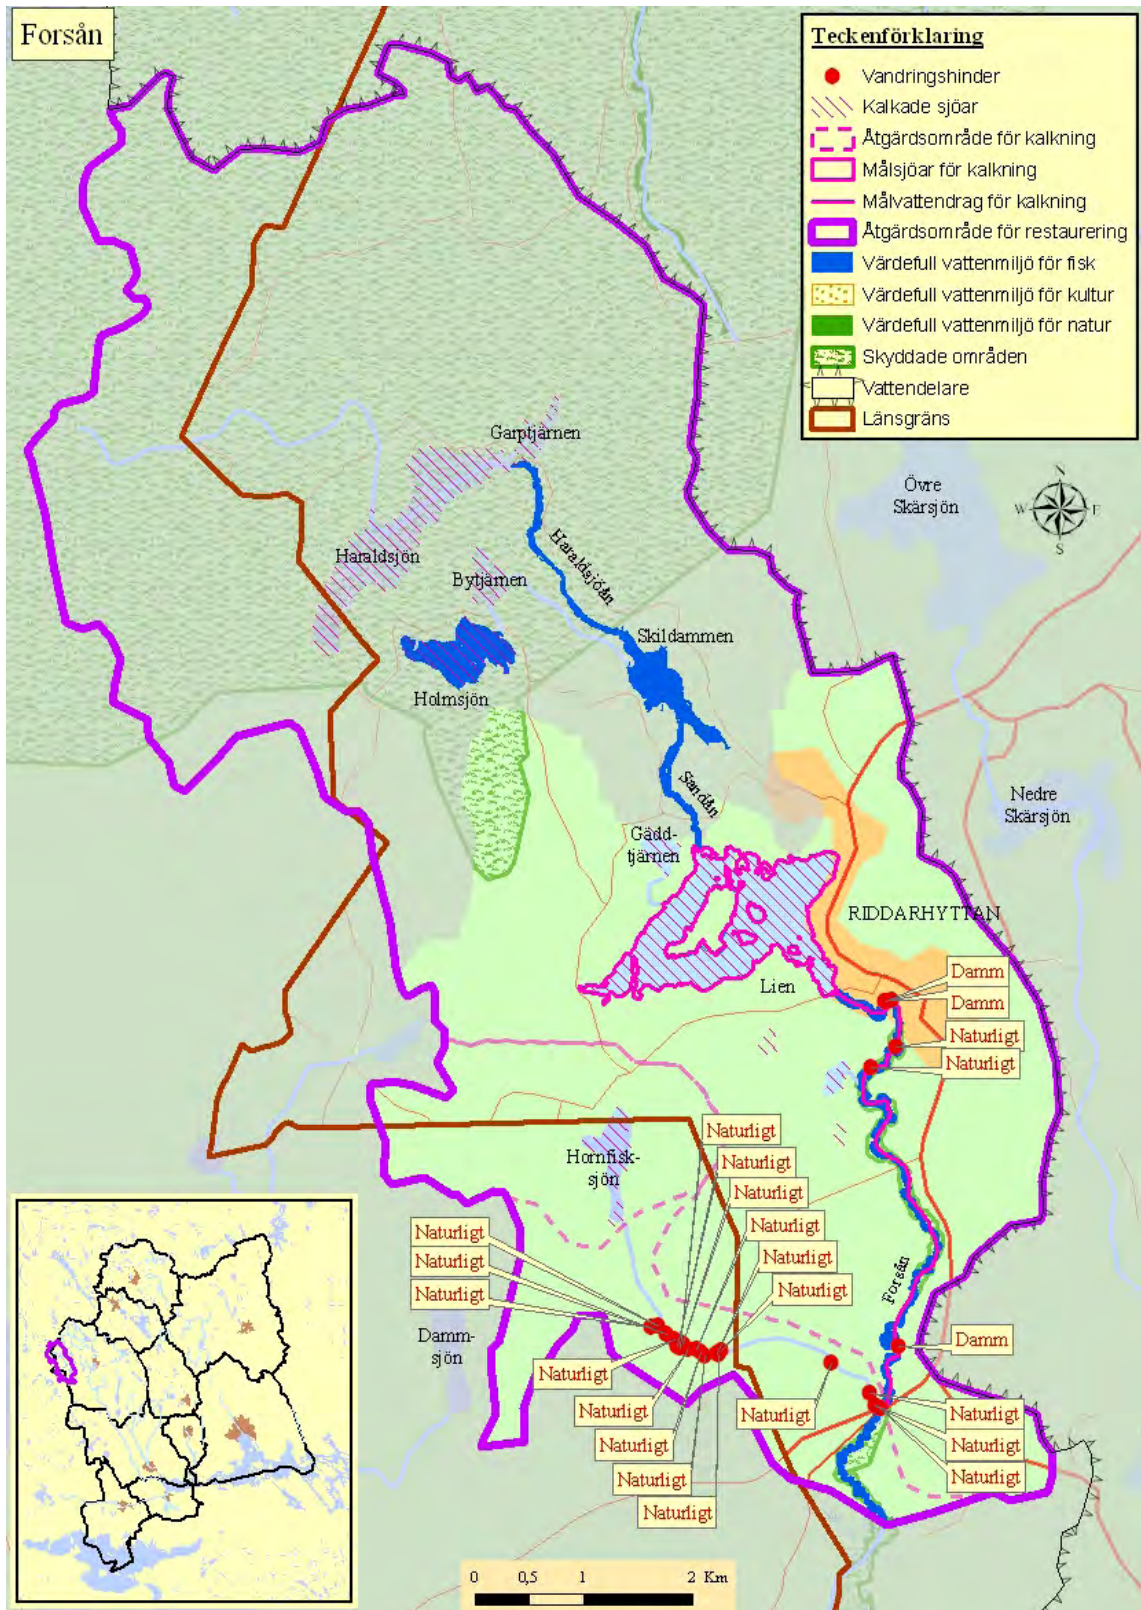 Forsån
Teckenförklaring
Vandringshinder
Kalkade sjöar
Åtgärdsområde för kalkning
Målsjöar för kalkning
Målvattendrag för kalkning
Åtgärdsområde för restaurering
Värdefull vattenmiljö för fisk
Värdefull vattenmiljö för kultur
Värdefull vattenmiljö för natur
Skyddade områden
Vattendelare
Länsgräns
Garptjärnen
Övre
Skärsjön
N
W
E
S
Haraldsjön
Haraldsjöån
Bytjärnen
Skildammen
Holmsjön
Sandån
Nedre
Skärsjön
Gädd-
tjärnen
RIDDARHYTTAN
Lien
Damm
Damm
Naturligt
Naturligt
Hornfisk-
sjön
Naturligt
Naturligt
Naturligt
Naturligt
Naturligt
Naturligt
Naturligt
Naturligt
Naturligt
Forsån
Damm-
sjön
Damm
Naturligt
Naturligt
Naturligt
Naturligt
Naturligt
Naturligt
Naturligt
Naturligt
Naturligt
0 0,5 1 2 Km